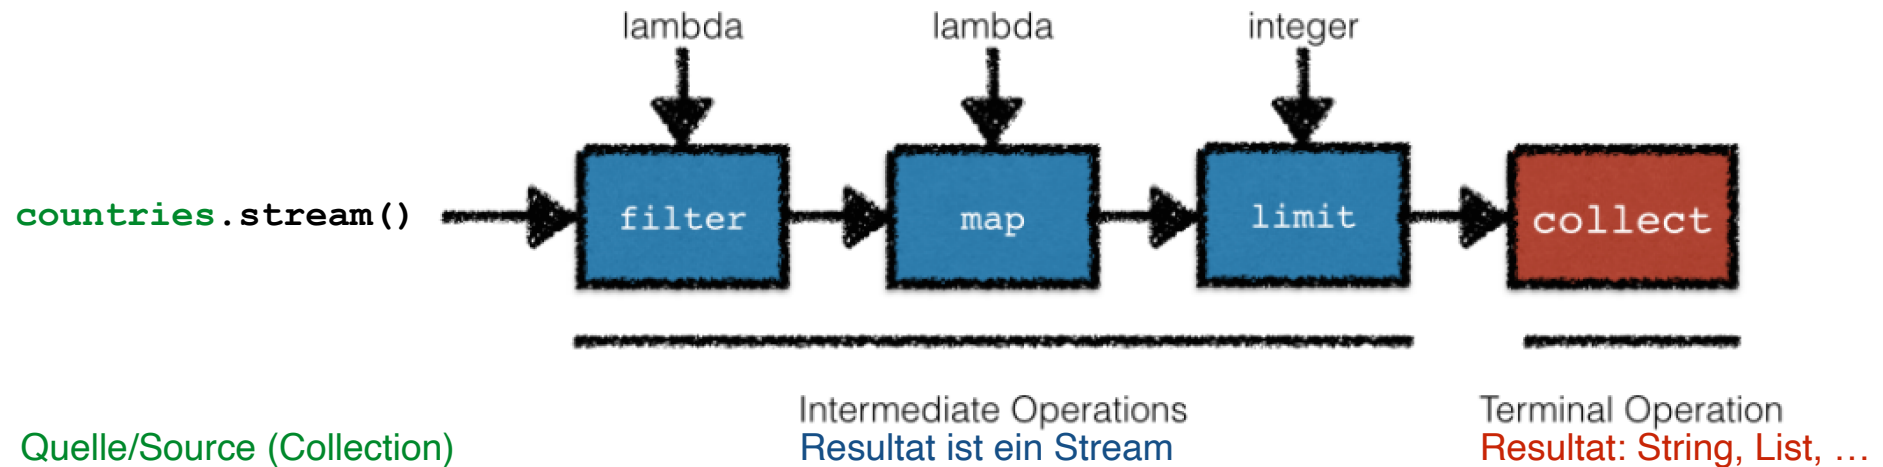 lambda
lambda
integer
countries.stream()
filter
map
limit
collect
Intermediate Operations
Terminal Operation
Quelle/Source (Collection)
Resultat ist ein Stream
Resultat: String, List, …